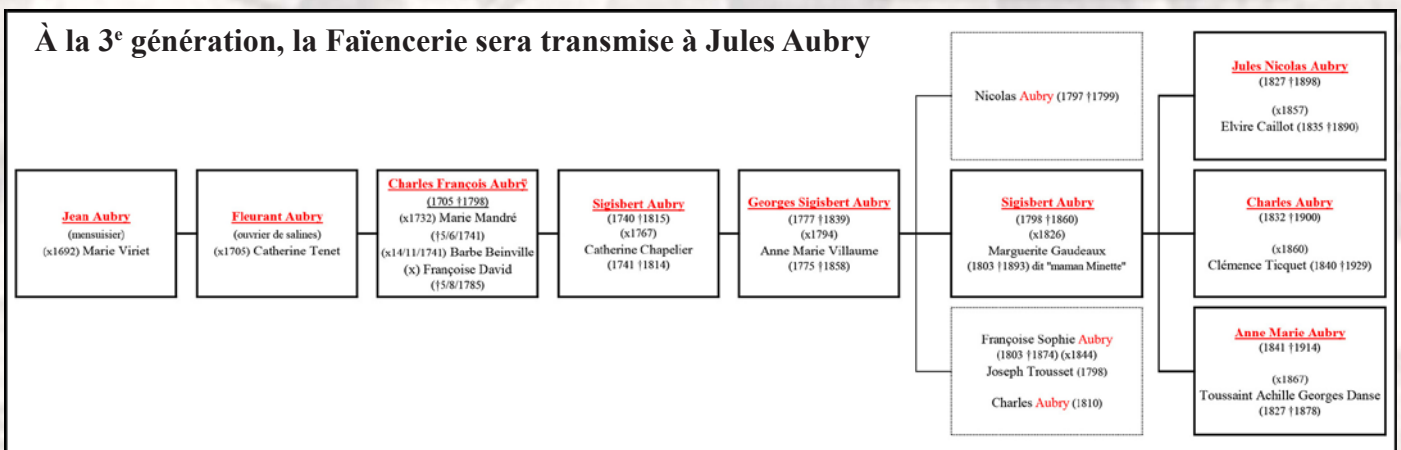 À la 3e génération, la Faïencerie sera transmise à Jules Aubry
Jean Aubry
(menuisier)
(x1692) Marie Viriet
Fleurant Aubry
(ouvrier de salines)
(x1705) Catherine Tenet
Charles François Aubrÿ
(1705 †1798)
(x1732) Marie Mandré
(†5/6/1741)
(x14/11/1741) Barbe Beinville
(x) Françoise David
(†5/8/1785)
Sigisbert Aubry
(1740 †1815)
(x1767)
Catherine Chapelier
(1741 †1814)
Georges Sigisbert Aubry
(1777 †1839)
(x1794)
Anne Marie Villaume
(1775 †1858)
Nicolas Aubry (1797 †1799)
Sigisbert Aubry
(1798 †1860)
(x1826)
Marguerite Gaudeaux
(1803 †1893) dit "maman Minette"
Françoise Sophie Aubry
(1803 †1874) (x1844)
Joseph Trousset (1798)
Charles Aubry (1810)
Jules Nicolas Aubry
(1827 †1898)
(x1857)
Elvire Caillot (1835 †1890)
Charles Aubry
(1832 †1900)
(x1860)
Clémence Ticquet (1840 †1929)
Anne Marie Aubry
(1841 †1914)
(x1867)
Toussaint Achille Georges Danse
(1827 †1878)